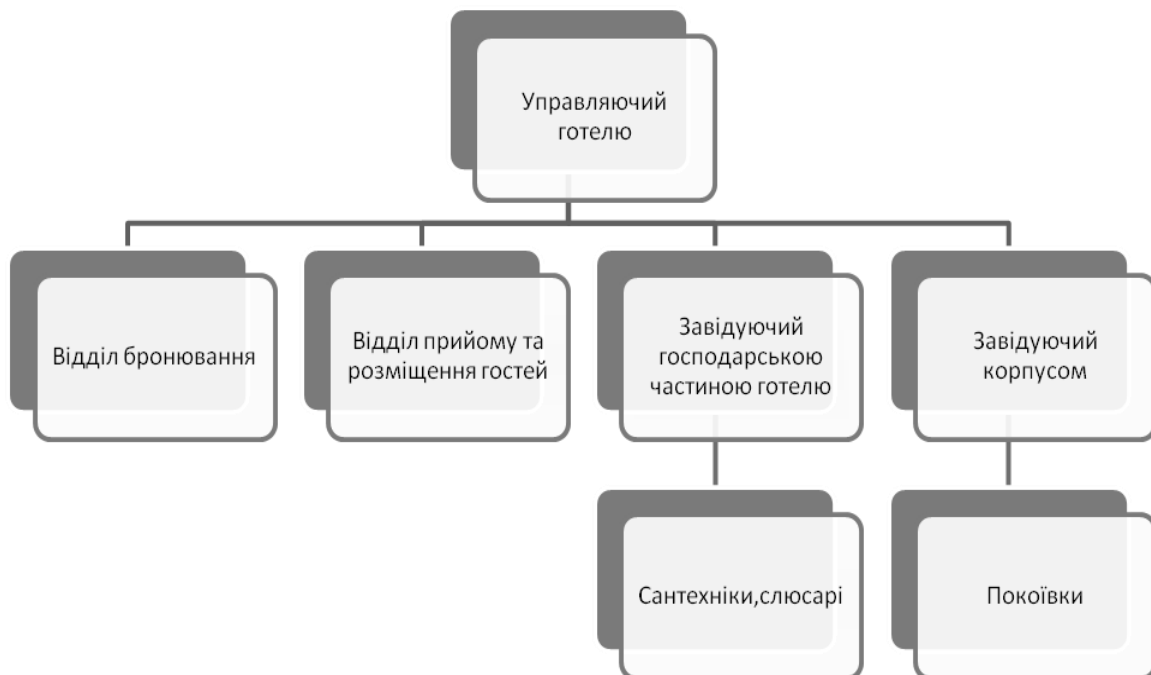 Управляючий
готелю
Відділ бронювання
Відділ прийому та
розміщення гостей
Завідуючий
господарською
частиною готелю
Завідуючий
корпусом
Сантехніки,слюсарі
Покоївки